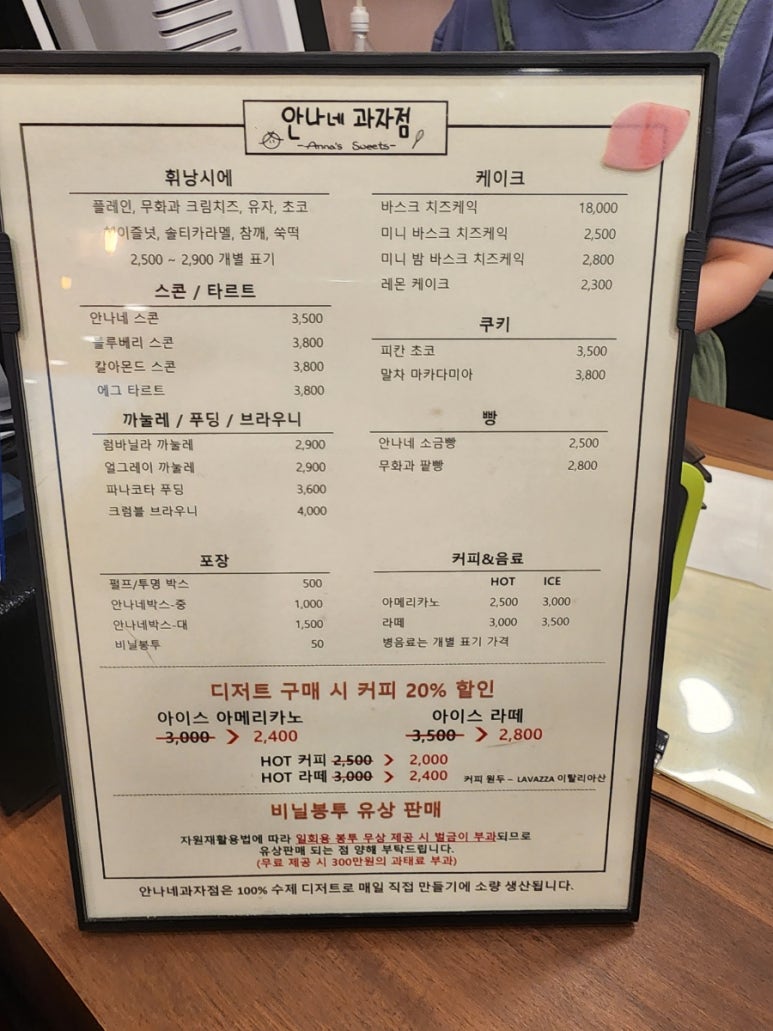 안나네 과자점
-Anna's Sweets-
휘낭시에
플레인, 무화과 크림치즈, 유자, 초코
헤이즐넛, 솔티카라멜, 참깨, 쑥떡
2,500 ~ 2,900 개별 표기
스콘 / 타르트
안나네 스콘 3,500
블루베리 스콘 3,800
칼아몬드 스콘 3,800
에그 타르트 3,800
까눌레 / 푸딩 / 브라우니
럼바닐라 까눌레 2,900
얼그레이 까눌레 2,900
파나코타 푸딩 3,600
크럼블 브라우니 4,000
포장
펄프/투명 박스 500
안나네박스-중 1,000
안나네박스-대 1,500
비닐봉투 50
케이크
바스크 치즈케익 18,000
미니 바스크 치즈케익 2,500
미니 밤 바스크 치즈케익 2,800
레몬 케이크 2,300
쿠키
피칸 초코 3,500
말차 마카다미아 3,800
빵
안나네 소금빵 2,500
무화과 팥빵 2,800
커피&음료
HOT ICE
아메리카노 2,500 3,000
라떼 3,000 3,500
병음료는 개별 표기 가격
디저트 구매 시 커피 20% 할인
아이스 아메리카노 아이스 라떼
3,000 > 2,400 3,500 > 2,800
HOT 커피 2,500 > 2,000
HOT 라떼 3,000 > 2,400 커피 원두 – LAVAZZA 이탈리아산
비닐봉투 유상 판매
자원재활용법에 따라 일회용 봉투 무상 제공 시 벌금이 부과되므로
유상판매 되는 점 양해 부탁드립니다.
(무료 제공 시 300만원의 과태료 부과)
안나네과자점은 100% 수제 디저트로 매일 직접 만들기에 소량 생산됩니다.